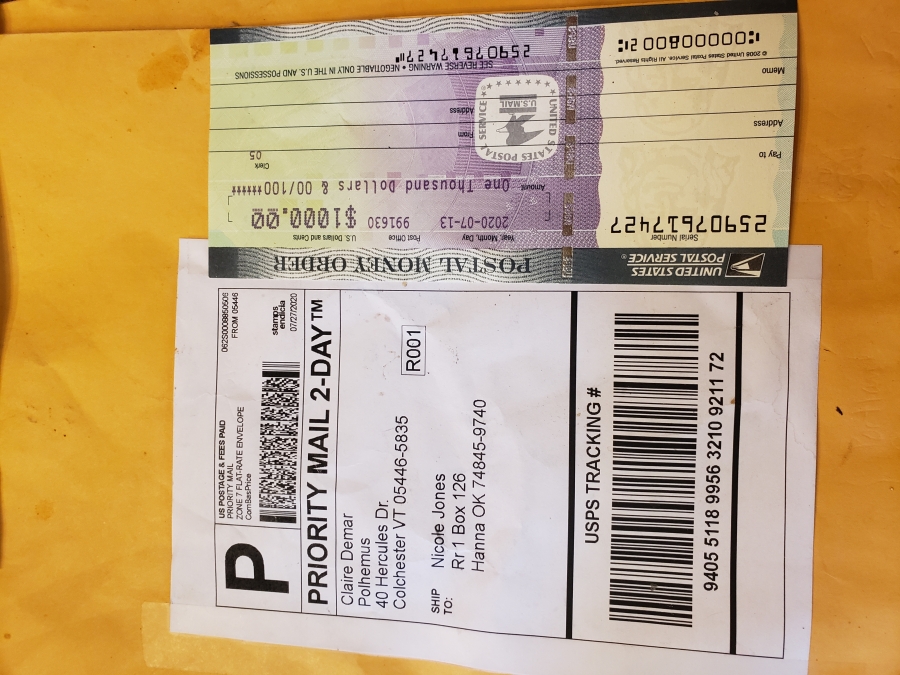 POSTAL MONEY ORDER
UNITED STATES
POSTAL SERVICE®
Serial Number
Year, Month, Day
Post Office
U.S. Dollars and Cents
25907617427
2020-07-13
991630
$1000.00
Amount
One Thousand Dollars & 00/100******
Pay to
Clerk
05
Address
From
Address
Memo
UNITED STATES POSTAL SERVICE
U.S.MAIL
SEE REVERSE WARNING • NEGOTIABLE ONLY IN THE U.S. AND POSSESSIONS
© 2008 United States Postal Service. All Rights Reserved.
⑆000008002⑆
25907617427⑈
P
US POSTAGE & FEES PAID
PRIORITY MAIL
ZONE 7 FLAT-RATE ENVELOPE
ComBasPrice
062S0008850505
FROM 05446
stamps
endicia
07/27/2020
PRIORITY MAIL 2-DAY™
Claire Demar
Polhemus
40 Hercules Dr.
Colchester VT 05446-5835
R001
SHIP
TO:
Nicole Jones
Rr 1 Box 126
Hanna OK 74845-9740
USPS TRACKING #
9405 5118 9956 3210 9211 72